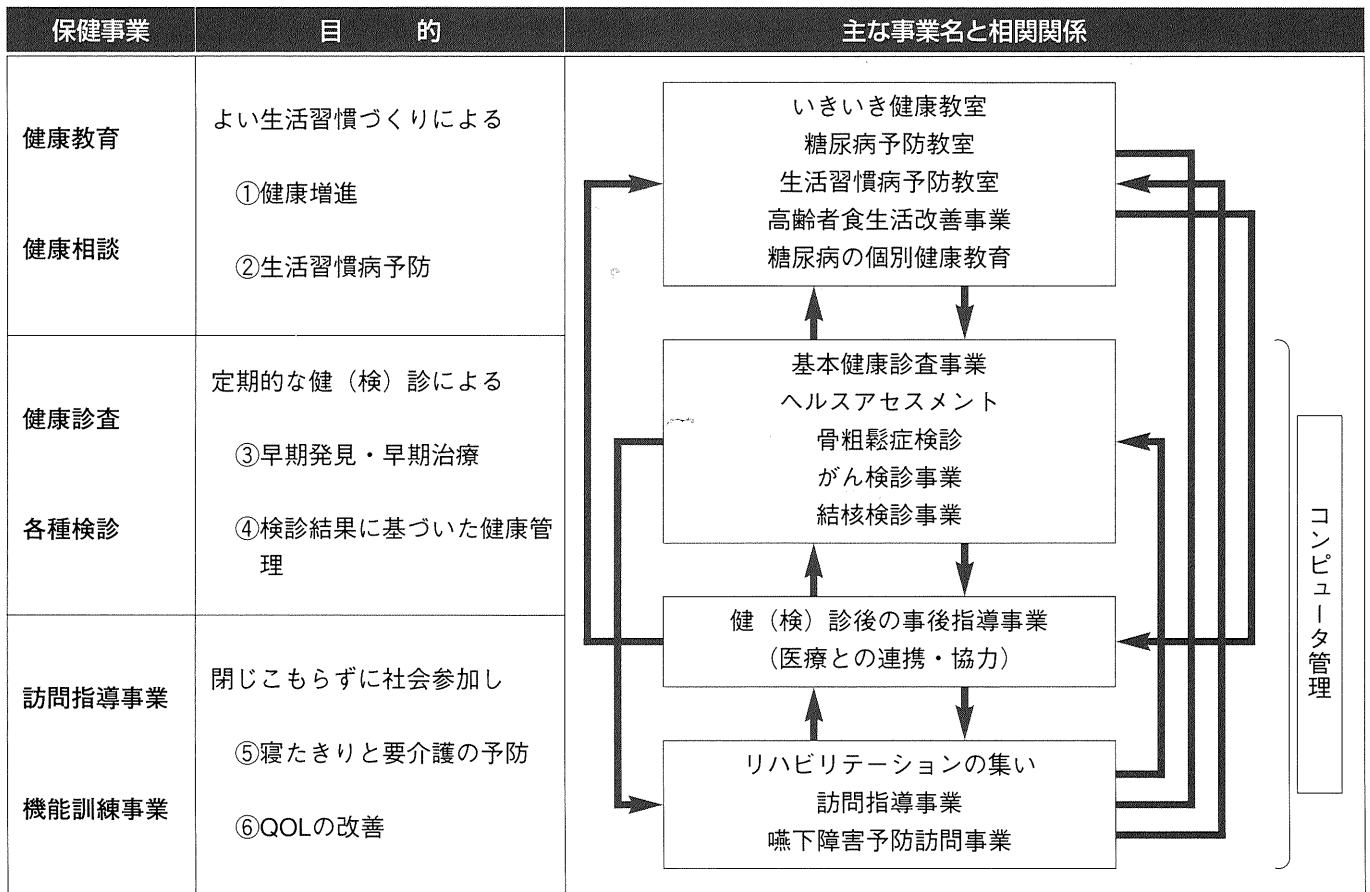 保健事業
目 的
主な事業名と相関関係
健康教育
健康相談
よい生活習慣づくりによる
①健康増進
②生活習慣病予防
いきいき健康教室
糖尿病予防教室
生活習慣病予防教室
高齢者食生活改善事業
糖尿病の個別健康教育
健康診査
各種検診
定期的な健（検）診による
③早期発見・早期治療
④検診結果に基づいた健康管
理
基本健康診査事業
ヘルスアセスメント
骨粗鬆症検診
がん検診事業
結核検診事業
健（検）診後の事後指導事業
（医療との連携・協力）
訪問指導事業
機能訓練事業
閉じこもらずに社会参加し
⑤寝たきりと要介護の予防
⑥QOLの改善
リハビリテーションの集い
訪問指導事業
嚥下障害予防訪問事業
コンピュータ管理